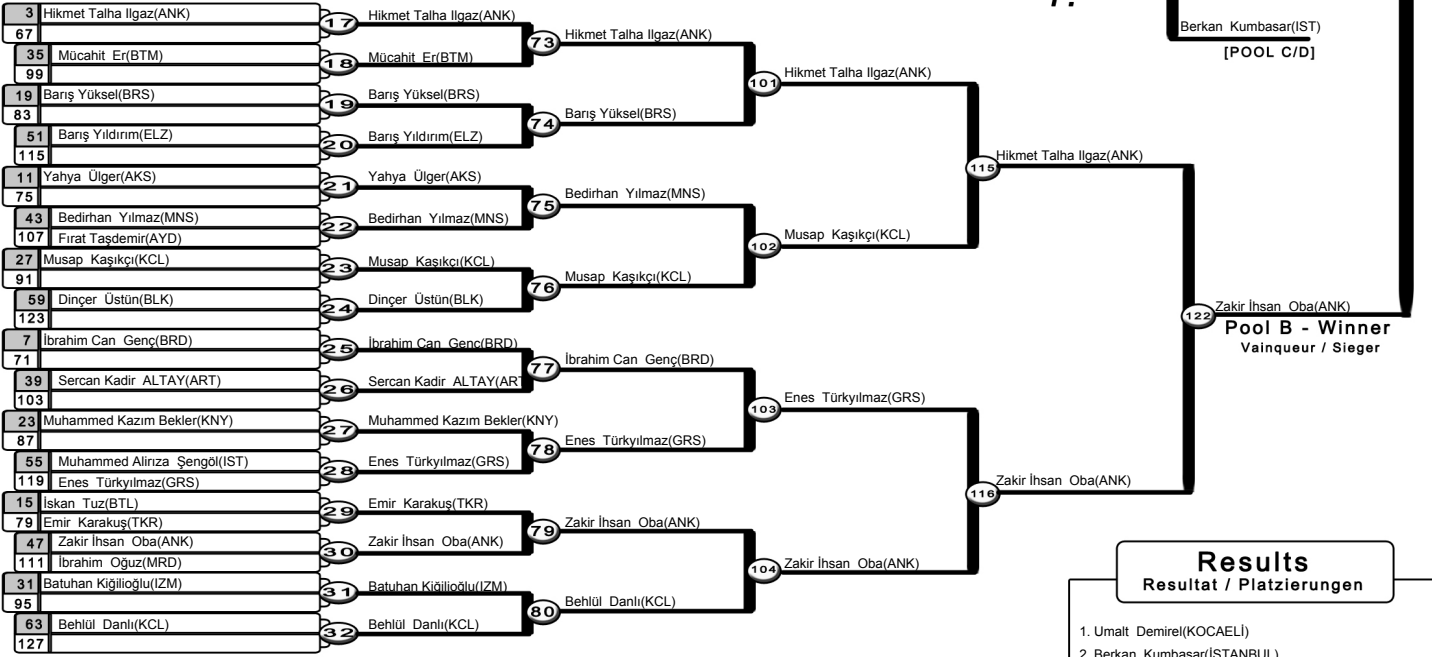 3 Hikmet Talha Ilgaz(ANK)
67
17 Hikmet Talha Ilgaz(ANK)
35 Mücahit Er(BTM)
99
18 Mücahit Er(BTM)
73 Hikmet Talha Ilgaz(ANK)
19 Barış Yüksel(BRS)
83
19 Barış Yüksel(BRS)
51 Barış Yıldırım(ELZ)
115
20 Barış Yıldırım(ELZ)
74 Barış Yüksel(BRS)
101 Hikmet Talha Ilgaz(ANK)
11 Yahya Ülger(AKS)
75
21 Yahya Ülger(AKS)
43 Bedirhan Yılmaz(MNS)
107 Fırat Taşdemir(AYD)
22 Bedirhan Yılmaz(MNS)
75 Bedirhan Yılmaz(MNS)
27 Musap Kaşıkçı(KCL)
91
23 Musap Kaşıkçı(KCL)
59 Dinçer Üstün(BLK)
123
24 Dinçer Üstün(BLK)
76 Musap Kaşıkçı(KCL)
102 Musap Kaşıkçı(KCL)
115 Hikmet Talha Ilgaz(ANK)
7 İbrahim Can Genç(BRD)
71
25 İbrahim Can Genç(BRD)
39 Sercan Kadir ALTAY(ART)
103
26 Sercan Kadir ALTAY(ART
77 İbrahim Can Genç(BRD)
23 Muhammed Kazım Bekler(KNY)
87
27 Muhammed Kazım Bekler(KNY)
55 Muhammed Alirıza Şengöl(IST)
119 Enes Türkyılmaz(GRS)
28 Enes Türkyılmaz(GRS)
78 Enes Türkyılmaz(GRS)
103 Enes Türkyılmaz(GRS)
15 İskan Tuz(BTL)
79 Emir Karakuş(TKR)
29 Emir Karakuş(TKR)
47 Zakir İhsan Oba(ANK)
111 İbrahim Oğuz(MRD)
30 Zakir İhsan Oba(ANK)
79 Zakir İhsan Oba(ANK)
31 Batuhan Kiğilioğlu(IZM)
95
31 Batuhan Kiğilioğlu(IZM)
63 Behlül Danlı(KCL)
127
32 Behlül Danlı(KCL)
80 Behlül Danlı(KCL)
104 Zakir İhsan Oba(ANK)
116 Zakir İhsan Oba(ANK)
122 Zakir İhsan Oba(ANK)
Pool B - Winner
Vainqueur / Sieger
Berkan Kumbasar(IST)
[POOL C/D]
Results
Resultat / Platzierungen
1. Umalt Demirel(KOCAELİ)
2. Berkan Kumbasar(İSTANBUL)